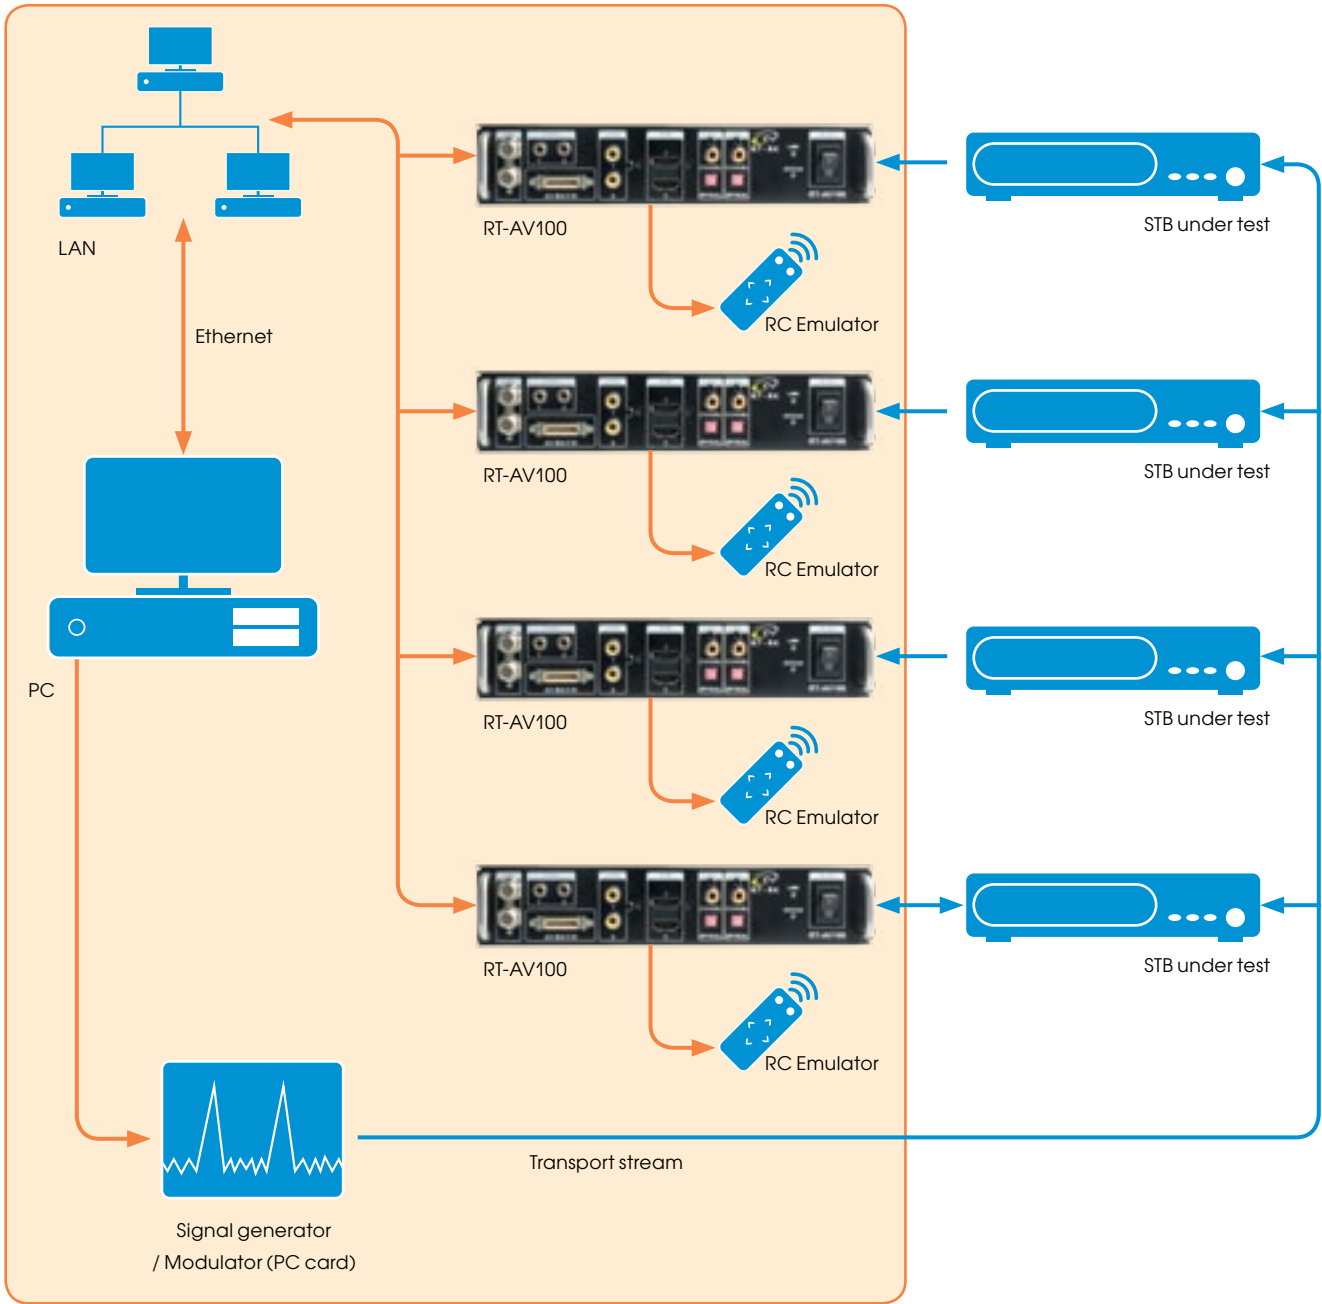 LAN
Ethernet
PC
RT-AV100
RC Emulator
STB under test
RT-AV100
RC Emulator
STB under test
RT-AV100
RC Emulator
STB under test
RT-AV100
RC Emulator
STB under test
Transport stream
Signal generator
/ Modulator (PC card)